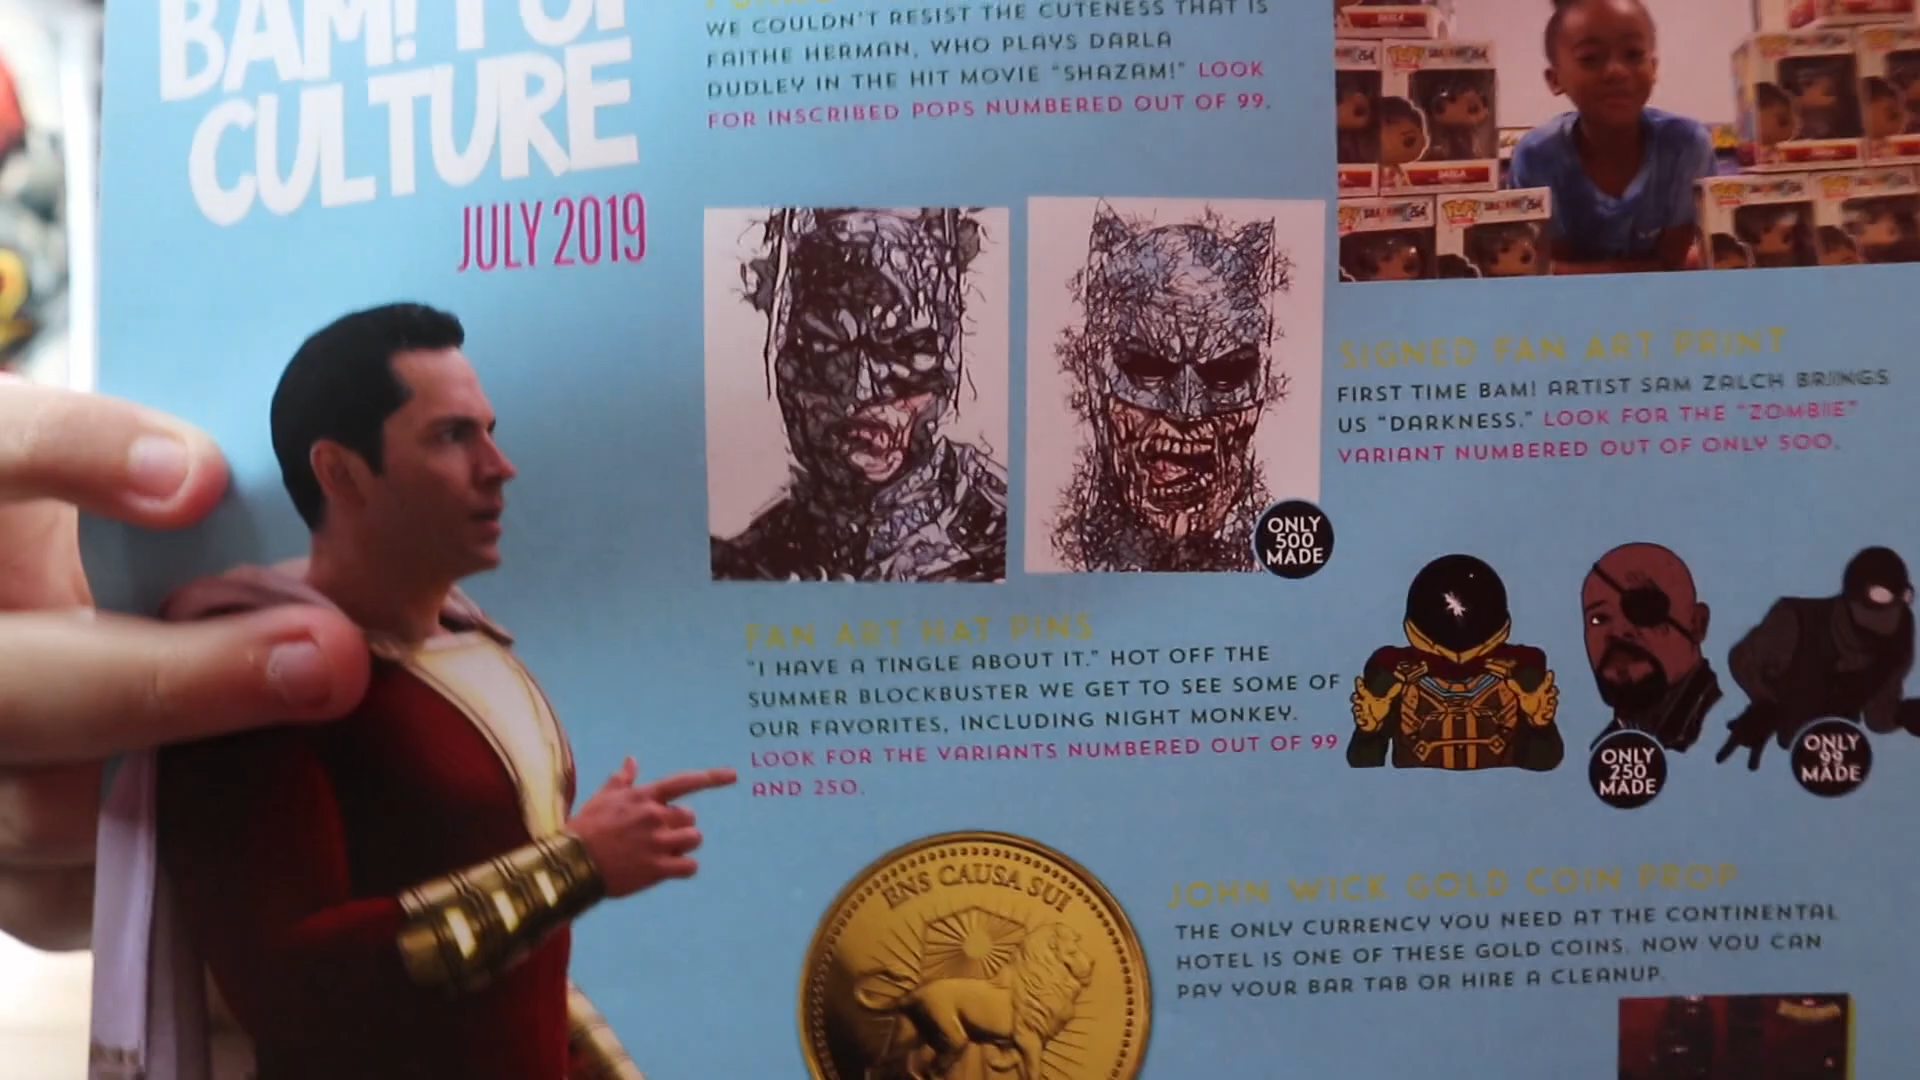 BAM! POP
CULTURE
JULY 2019
WE COULDN'T RESIST THE CUTENESS THAT IS
FAITHE HERMAN, WHO PLAYS DARLA
DUDLEY IN THE HIT MOVIE "SHAZAM!" LOOK
FOR INSCRIBED POPS NUMBERED OUT OF 99.
SIGNED FAN ART PRINT
FIRST TIME BAM! ARTIST SAM ZALCH BRIINGS
US "DARKNESS." LOOK FOR THE "ZOMBIE"
VARIANT NUMBERED OUT OF ONLY 500.
ONLY
500
MADE
FAN ART HAT PINS
"I HAVE A TINGLE ABOUT IT." HOT OFF THE
SUMMER BLOCKBUSTER WE GET TO SEE SOME OF
OUR FAVORITES, INCLUDING NIGHT MONKEY.
LOOK FOR THE VARIANTS NUMBERED OUT OF 99
AND 250.
ONLY
250
MADE
ONLY
99
MADE
ENS CAUSA SUI
JOHN WICK GOLD COIN PROP
THE ONLY CURRENCY YOU NEED AT THE CONTINENTAL
HOTEL IS ONE OF THESE GOLD COINS. NOW YOU CAN
PAY YOUR BAR TAB OR HIRE A CLEANUP.